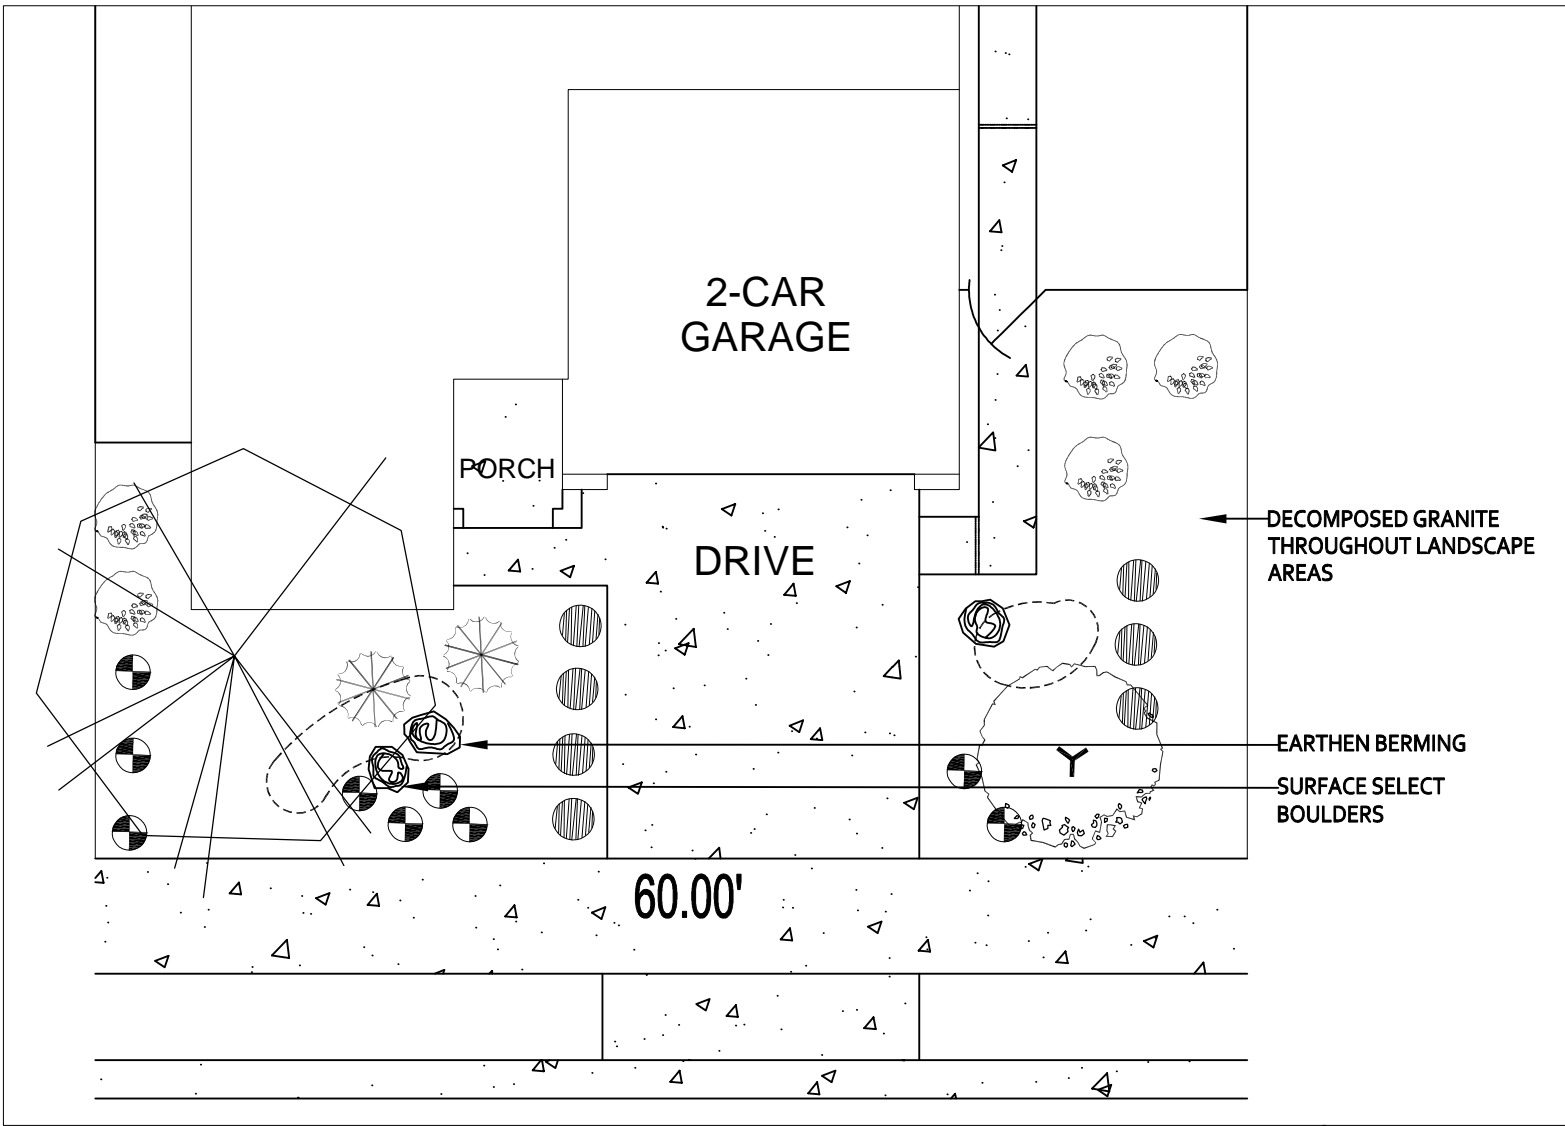 2-CAR
GARAGE
PORCH
DRIVE
DECOMPOSED GRANITE
THROUGHOUT LANDSCAPE
AREAS
EARTHEN BERMING
SURFACE SELECT
BOULDERS
60.00'